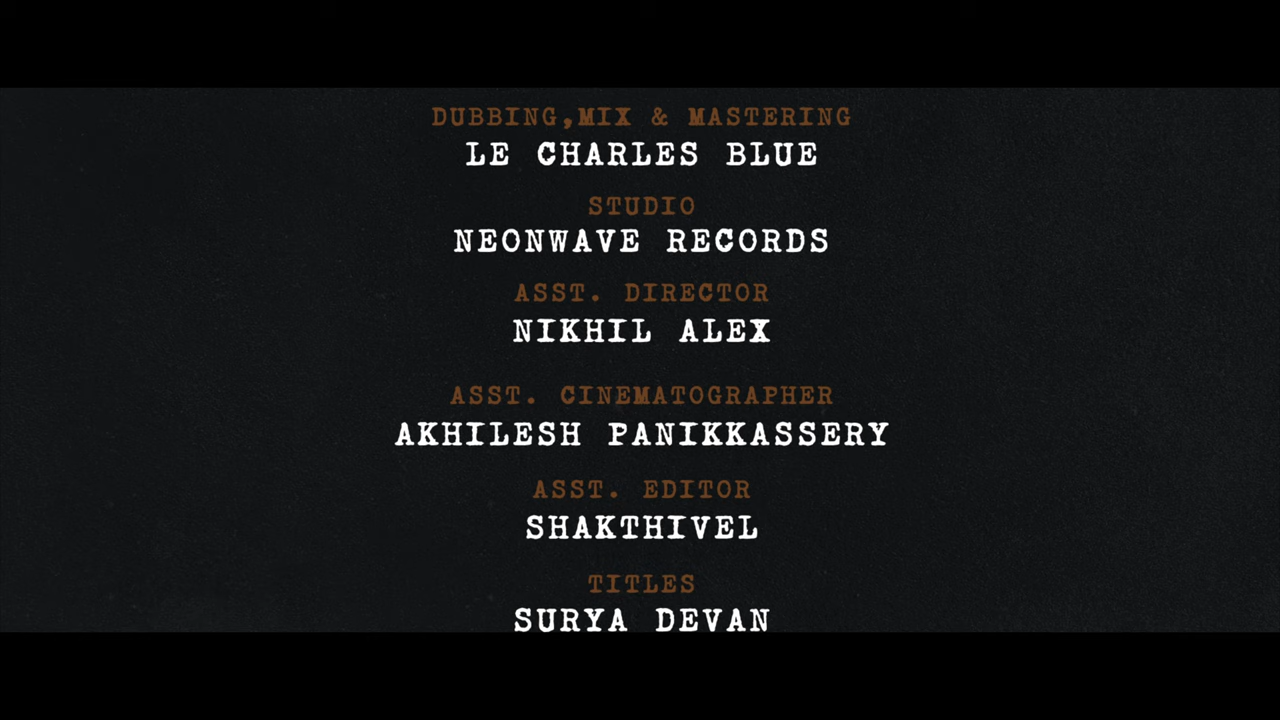 DUBBING,MIX & MASTERING
LE CHARLES BLUE
STUDIO
NEONWAVE RECORDS
ASST. DIRECTOR
NIKHIL ALEX
ASST. CINEMATOGRAPHER
AKHILESH PANIKKASSERY
ASST. EDITOR
SHAKTHIVEL
TITLES
SURYA DEVAN